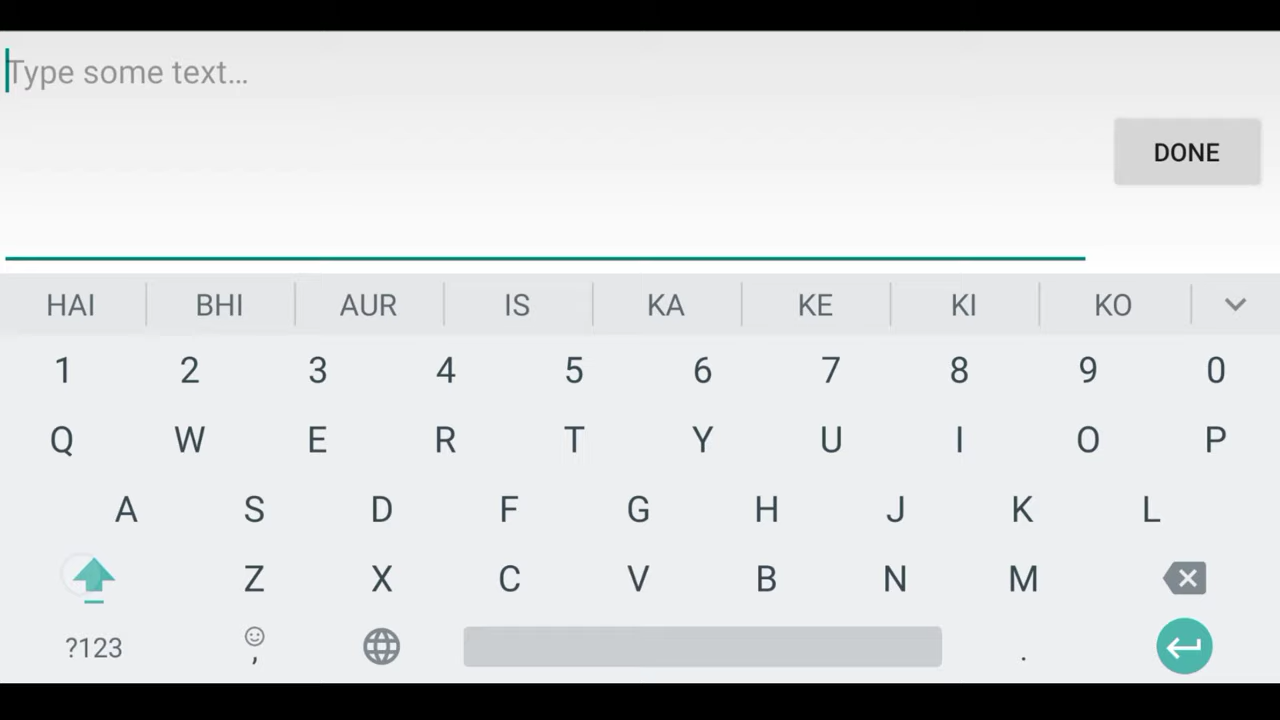 Type some text...
DONE
HAI BHI AUR IS KA KE KI KO
1 2 3 4 5 6 7 8 9 0
Q W E R T Y U I O P
A S D F G H J K L
Z X C V B N M
?123 , .